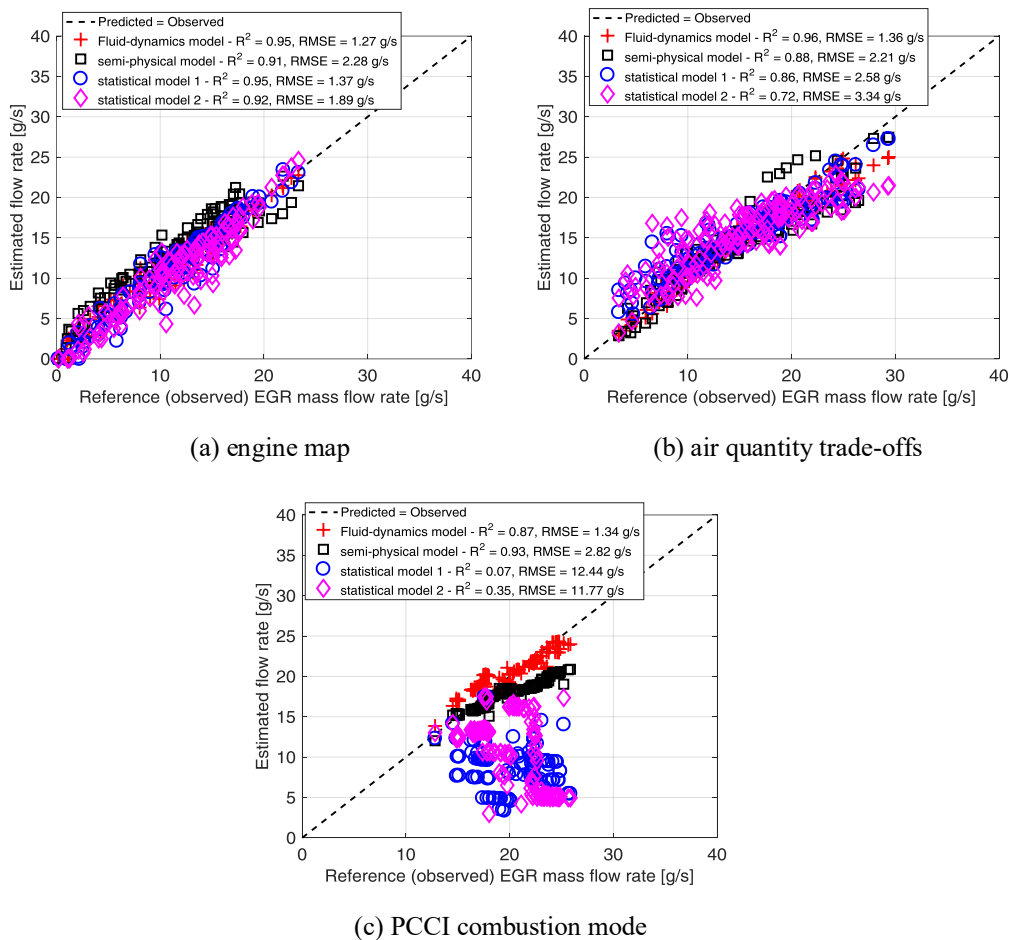 Predicted = Observed
Fluid-dynamics model - R² = 0.95, RMSE = 1.27 g/s
semi-physical model - R² = 0.91, RMSE = 2.28 g/s
statistical model 1 - R² = 0.95, RMSE = 1.37 g/s
statistical model 2 - R² = 0.92, RMSE = 1.89 g/s
Estimated flow rate [g/s]
40
35
30
25
20
15
10
5
0
0 10 20 30 40
Reference (observed) EGR mass flow rate [g/s]
(a) engine map
Predicted = Observed
Fluid-dynamics model - R² = 0.96, RMSE = 1.36 g/s
semi-physical model - R² = 0.88, RMSE = 2.21 g/s
statistical model 1 - R² = 0.86, RMSE = 2.58 g/s
statistical model 2 - R² = 0.72, RMSE = 3.34 g/s
Estimated flow rate [g/s]
40
35
30
25
20
15
10
5
0
0 10 20 30 40
Reference (observed) EGR mass flow rate [g/s]
(b) air quantity trade-offs
Predicted = Observed
Fluid-dynamics model - R² = 0.87, RMSE = 1.34 g/s
semi-physical model - R² = 0.93, RMSE = 2.82 g/s
statistical model 1 - R² = 0.07, RMSE = 12.44 g/s
statistical model 2 - R² = 0.35, RMSE = 11.77 g/s
Estimated flow rate [g/s]
40
35
30
25
20
15
10
5
0
0 10 20 30 40
Reference (observed) EGR mass flow rate [g/s]
(c) PCCI combustion mode